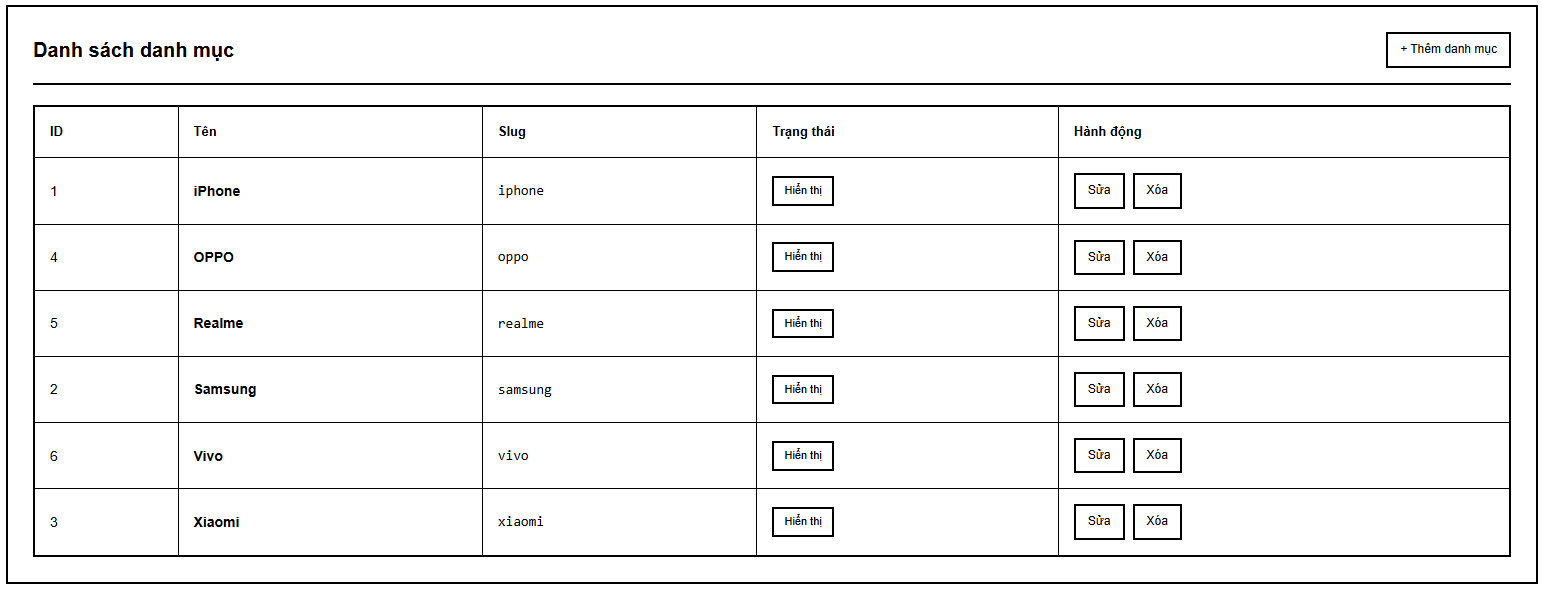 Danh sách danh mục
+ Thêm danh mục
ID Tên Slug Trạng thái Hành động
1 iPhone iphone Hiển thị Sửa Xóa
4 OPPO oppo Hiển thị Sửa Xóa
5 Realme realme Hiển thị Sửa Xóa
2 Samsung samsung Hiển thị Sửa Xóa
6 Vivo vivo Hiển thị Sửa Xóa
3 Xiaomi xiaomi Hiển thị Sửa Xóa